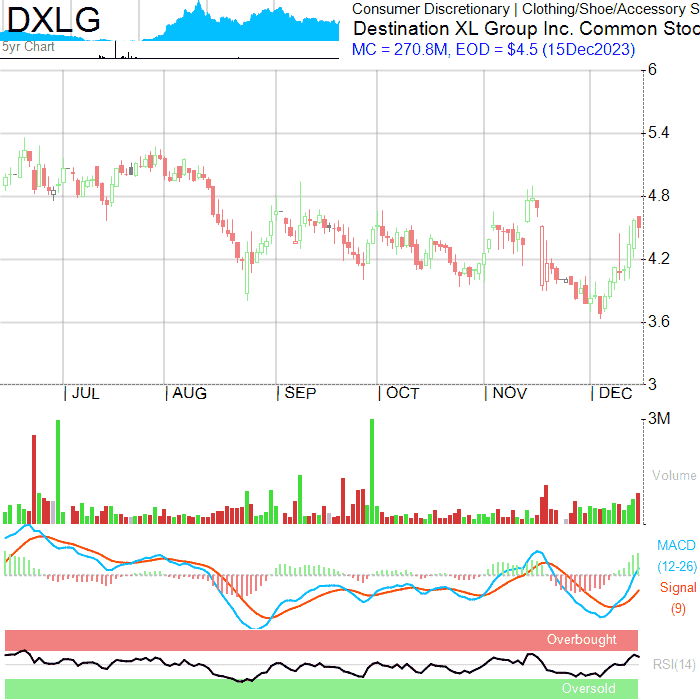 DXLG
5yr Chart
Consumer Discretionary | Clothing/Shoe/Accessory S
Destination XL Group Inc. Common Stoc
MC = 270.8M, EOD = $4.5 (15Dec2023)
6
5.4
4.8
4.2
3.6
3
| JUL | AUG | SEP | OCT | NOV | DEC
3M
Volume
MACD
(12-26)
Signal
(9)
Overbought
RSI(14)
Oversold